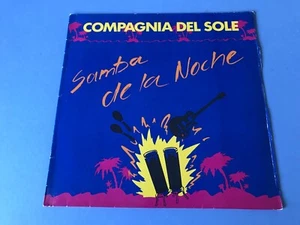 COMPAGNIA DEL SOLE
Samba
de la Noche